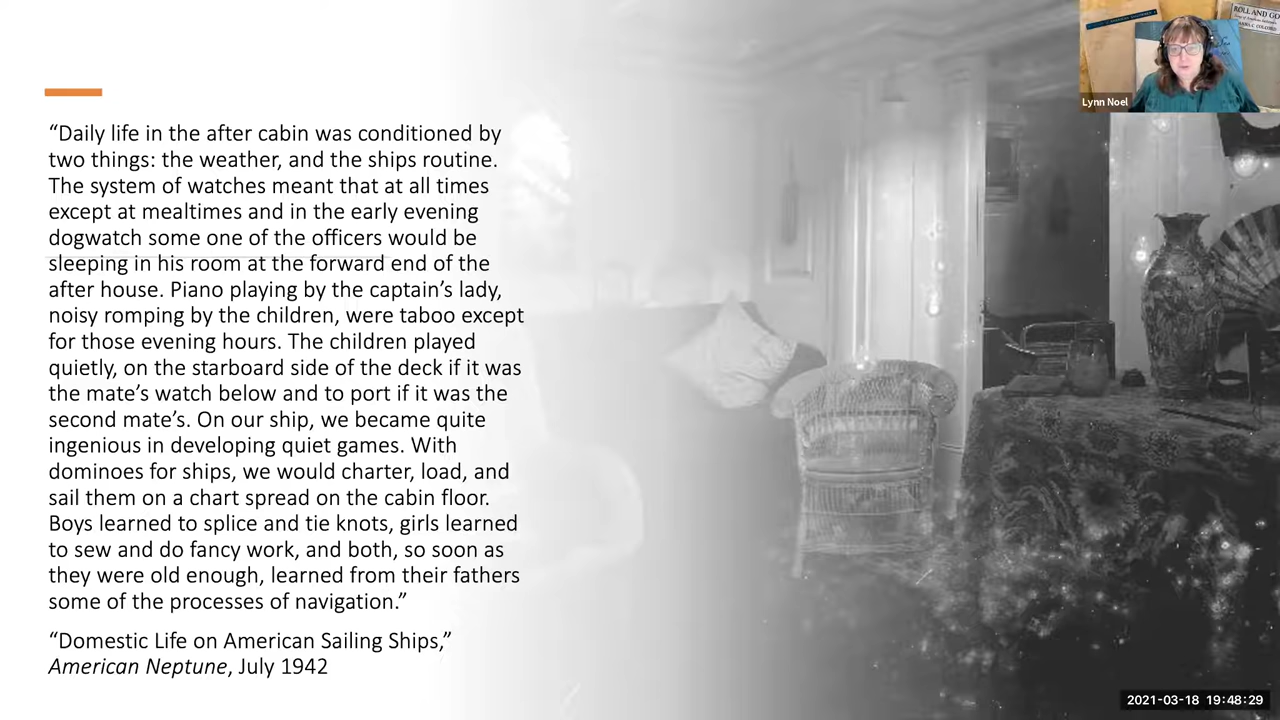 “Daily life in the after cabin was conditioned by
two things: the weather, and the ships routine.
The system of watches meant that at all times
except at mealtimes and in the early evening
dogwatch some one of the officers would be
sleeping in his room at the forward end of the
after house. Piano playing by the captain’s lady,
noisy romping by the children, were taboo except
for those evening hours. The children played
quietly, on the starboard side of the deck if it was
the mate’s watch below and to port if it was the
second mate’s. On our ship, we became quite
ingenious in developing quiet games. With
dominoes for ships, we would charter, load, and
sail them on a chart spread on the cabin floor.
Boys learned to splice and tie knots, girls learned
to sew and do fancy work, and both, so soon as
they were old enough, learned from their fathers
some of the processes of navigation.”
“Domestic Life on American Sailing Ships,”
American Neptune, July 1942
ROLL AND GO
Lynn Noel
2021-03-18 19:48:29